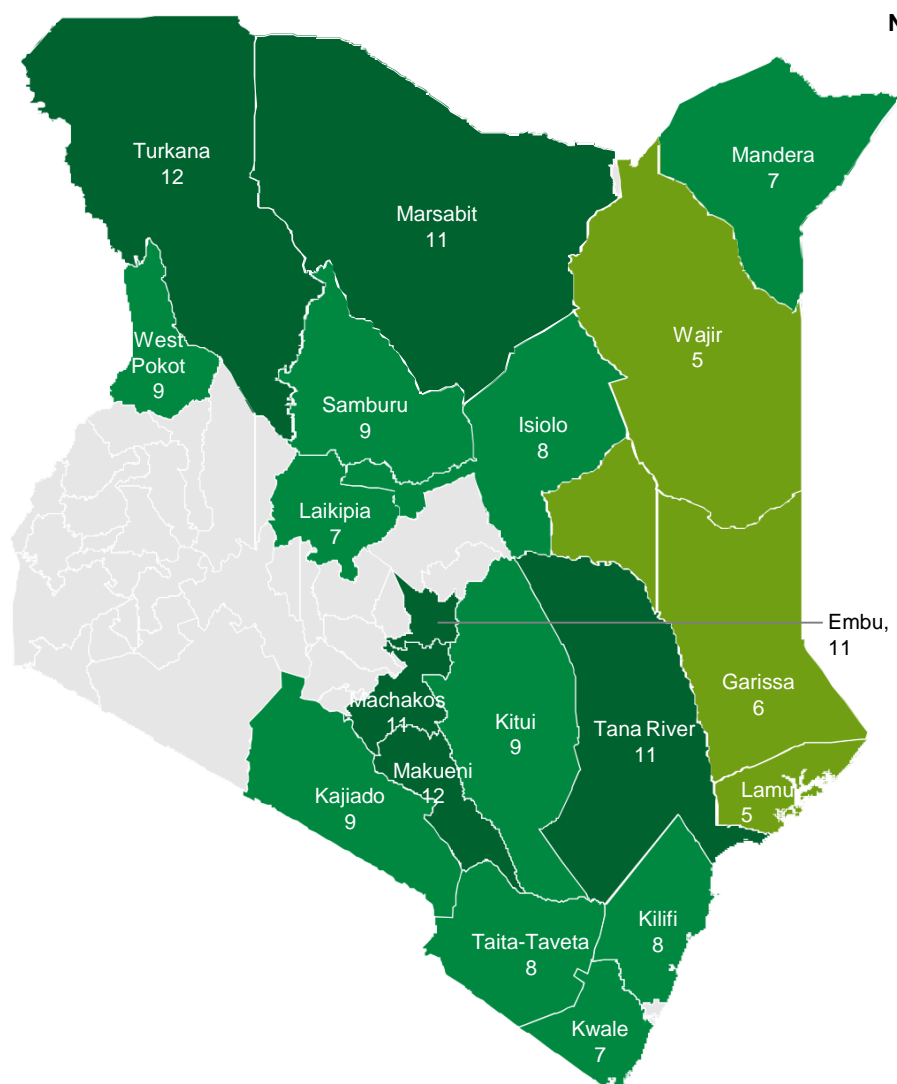 N
Mandera
7
Turkana
12
Marsabit
11
West
Pokot
9
Wajir
5
Samburu
9
Isiolo
8
Laikipia
7
Embu,
11
Garissa
6
Machakos
11
Kitui
9
Tana River
11
Makueni
12
Lamu
5
Kajiado
9
Kilifi
8
Taita-Taveta
8
Kwale
7